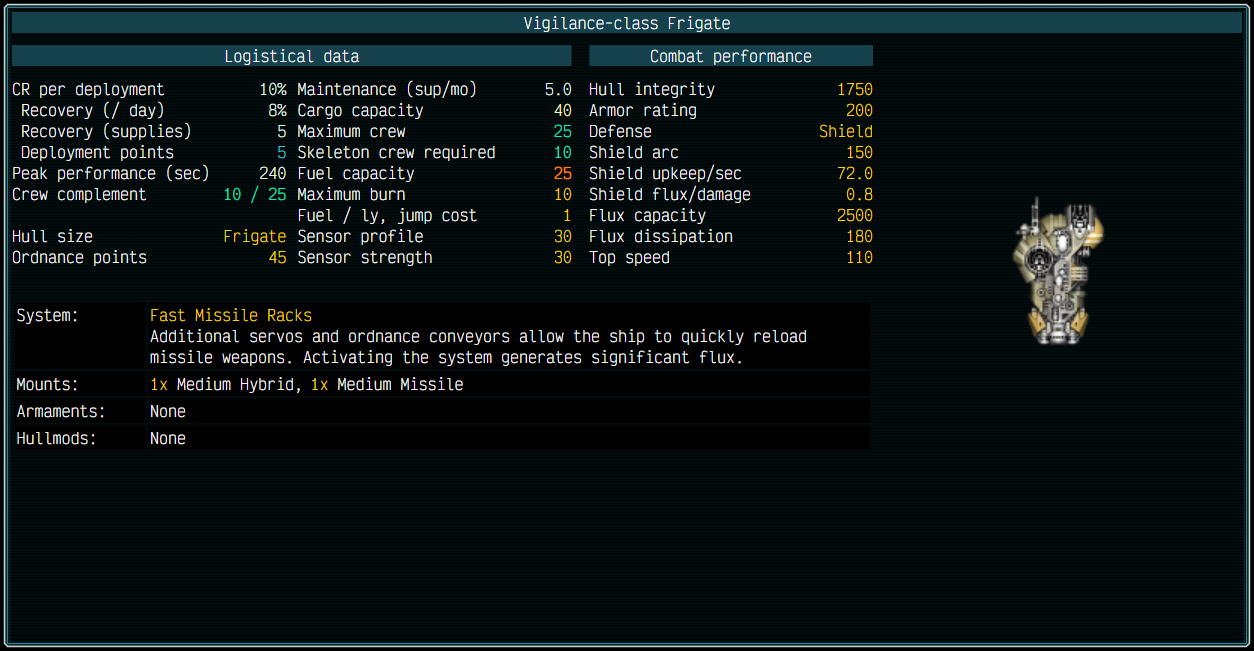 Vigilance-class Frigate
Logistical data
CR per deployment 10% Maintenance (sup/mo) 5.0
Recovery (/ day) 8% Cargo capacity 40
Recovery (supplies) 5 Maximum crew 25
Deployment points 5 Skeleton crew required 10
Peak performance (sec) 240 Fuel capacity 25
Crew complement 10 / 25 Maximum burn 10
Fuel / ly, jump cost 1
Hull size Frigate Sensor profile 30
Ordnance points 45 Sensor strength 30
Combat performance
Hull integrity 1750
Armor rating 200
Defense Shield
Shield arc 150
Shield upkeep/sec 72.0
Shield flux/damage 0.8
Flux capacity 2500
Flux dissipation 180
Top speed 110
System: Fast Missile Racks
Additional servos and ordnance conveyors allow the ship to quickly reload
missile weapons. Activating the system generates significant flux.
Mounts: 1x Medium Hybrid, 1x Medium Missile
Armaments: None
Hullmods: None